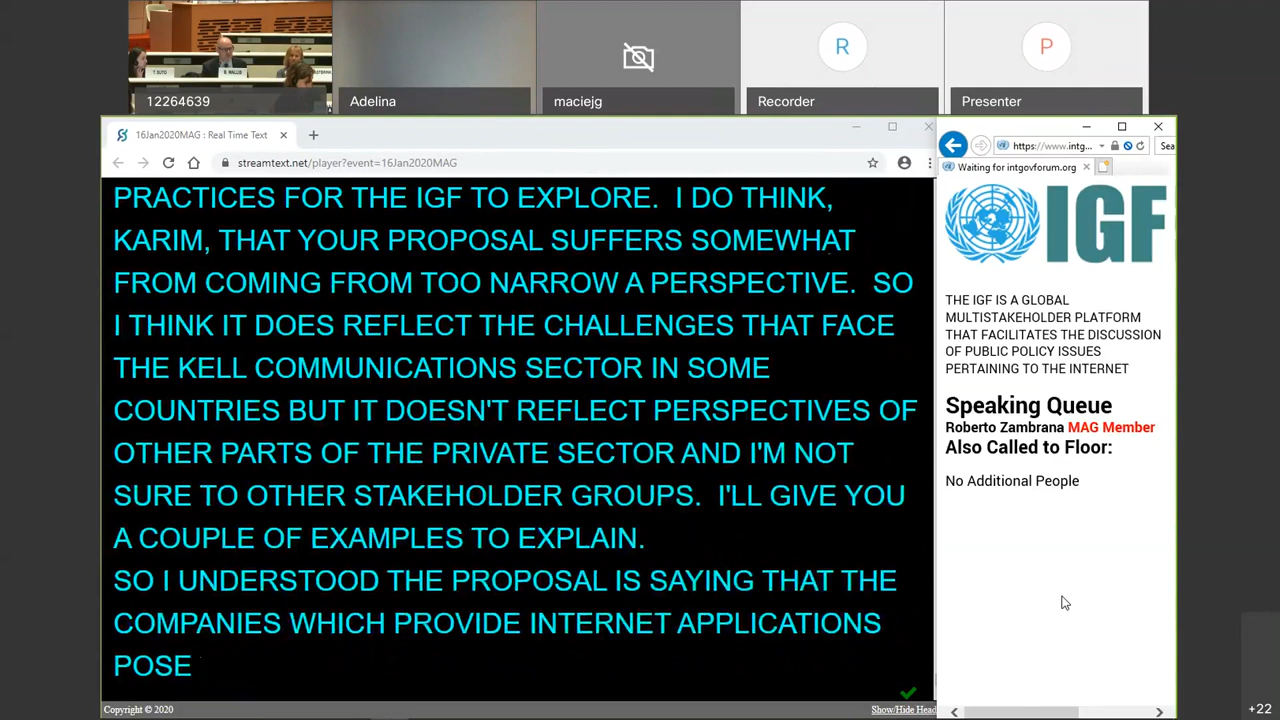 T. SUTO
B. WALLIS
12264639
Adelina
maciejg
R
Recorder
P
Presenter
16Jan2020MAG : Real Time Text
streamtext.net/player?event=16Jan2020MAG
PRACTICES FOR THE IGF TO EXPLORE. I DO THINK,
KARIM, THAT YOUR PROPOSAL SUFFERS SOMEWHAT
FROM COMING FROM TOO NARROW A PERSPECTIVE. SO
I THINK IT DOES REFLECT THE CHALLENGES THAT FACE
THE KELL COMMUNICATIONS SECTOR IN SOME
COUNTRIES BUT IT DOESN'T REFLECT PERSPECTIVES OF
OTHER PARTS OF THE PRIVATE SECTOR AND I'M NOT
SURE TO OTHER STAKEHOLDER GROUPS. I'LL GIVE YOU
A COUPLE OF EXAMPLES TO EXPLAIN.
SO I UNDERSTOOD THE PROPOSAL IS SAYING THAT THE
COMPANIES WHICH PROVIDE INTERNET APPLICATIONS
POSE
Copyright © 2020
Show/Hide Head
https://www.intg...
Sea
Waiting for intgovforum.org
IGF
THE IGF IS A GLOBAL
MULTISTAKEHOLDER PLATFORM
THAT FACILITATES THE DISCUSSION
OF PUBLIC POLICY ISSUES
PERTAINING TO THE INTERNET
Speaking Queue
Roberto Zambrana MAG Member
Also Called to Floor:
No Additional People
+22